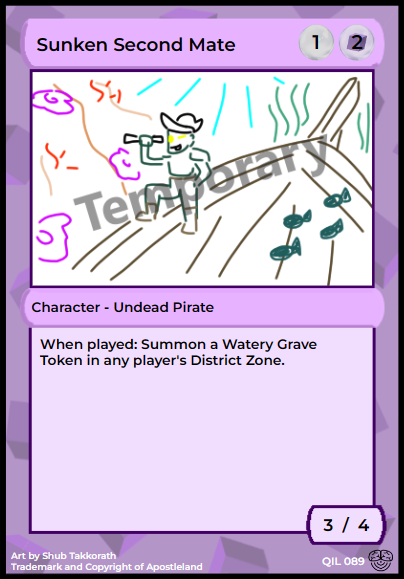 Sunken Second Mate
1 2
Temporary
Character - Undead Pirate
When played: Summon a Watery Grave
Token in any player's District Zone.
3 / 4
Art by Shub Takkorath
Trademark and Copyright of Apostleland
QIL 089